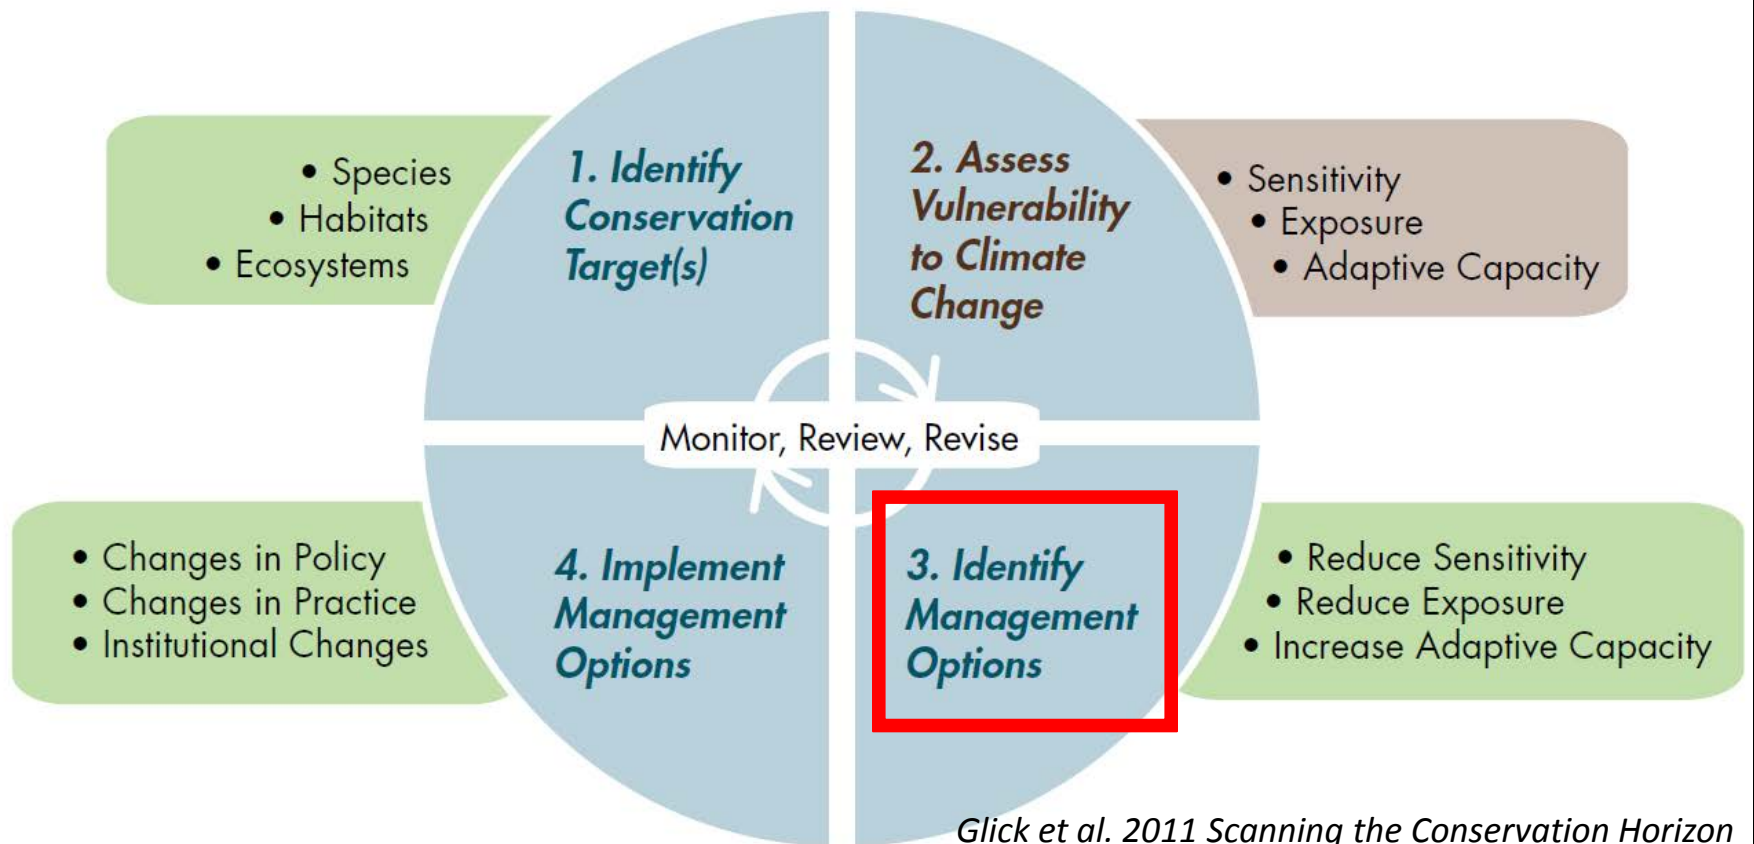 • Species
• Habitats
• Ecosystems
1. Identify
Conservation
Target(s)
2. Assess
Vulnerability
to Climate
Change
• Sensitivity
• Exposure
• Adaptive Capacity
Monitor, Review, Revise
• Changes in Policy
• Changes in Practice
• Institutional Changes
4. Implement
Management
Options
3. Identify
Management
Options
• Reduce Sensitivity
• Reduce Exposure
• Increase Adaptive Capacity
Glick et al. 2011 Scanning the Conservation Horizon